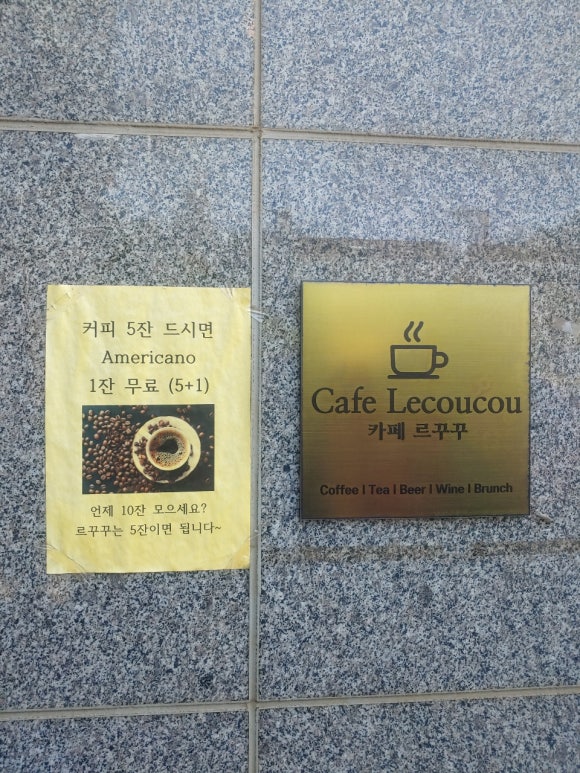 커피 5잔 드시면
Americano
1잔 무료 (5+1)
언제 10잔 모으세요?
르꾸꾸는 5잔이면 됩니다~
Cafe Lecoucou
카페 르꾸꾸
Coffee | Tea | Beer | Wine | Brunch